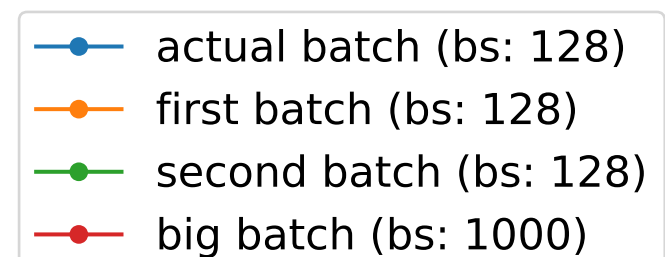 actual batch (bs: 128)
first batch (bs: 128)
second batch (bs: 128)
big batch (bs: 1000)